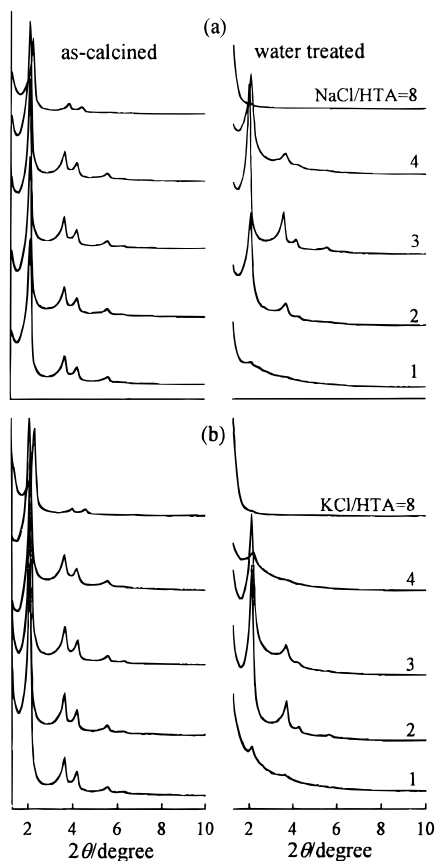 (a)
as-calcined
water treated
NaCl/HTA=8
4
3
2
1
(b)
KCl/HTA=8
4
3
2
1
2 4 6 8 10
2 4 6 8 10
2θ/degree
2θ/degree